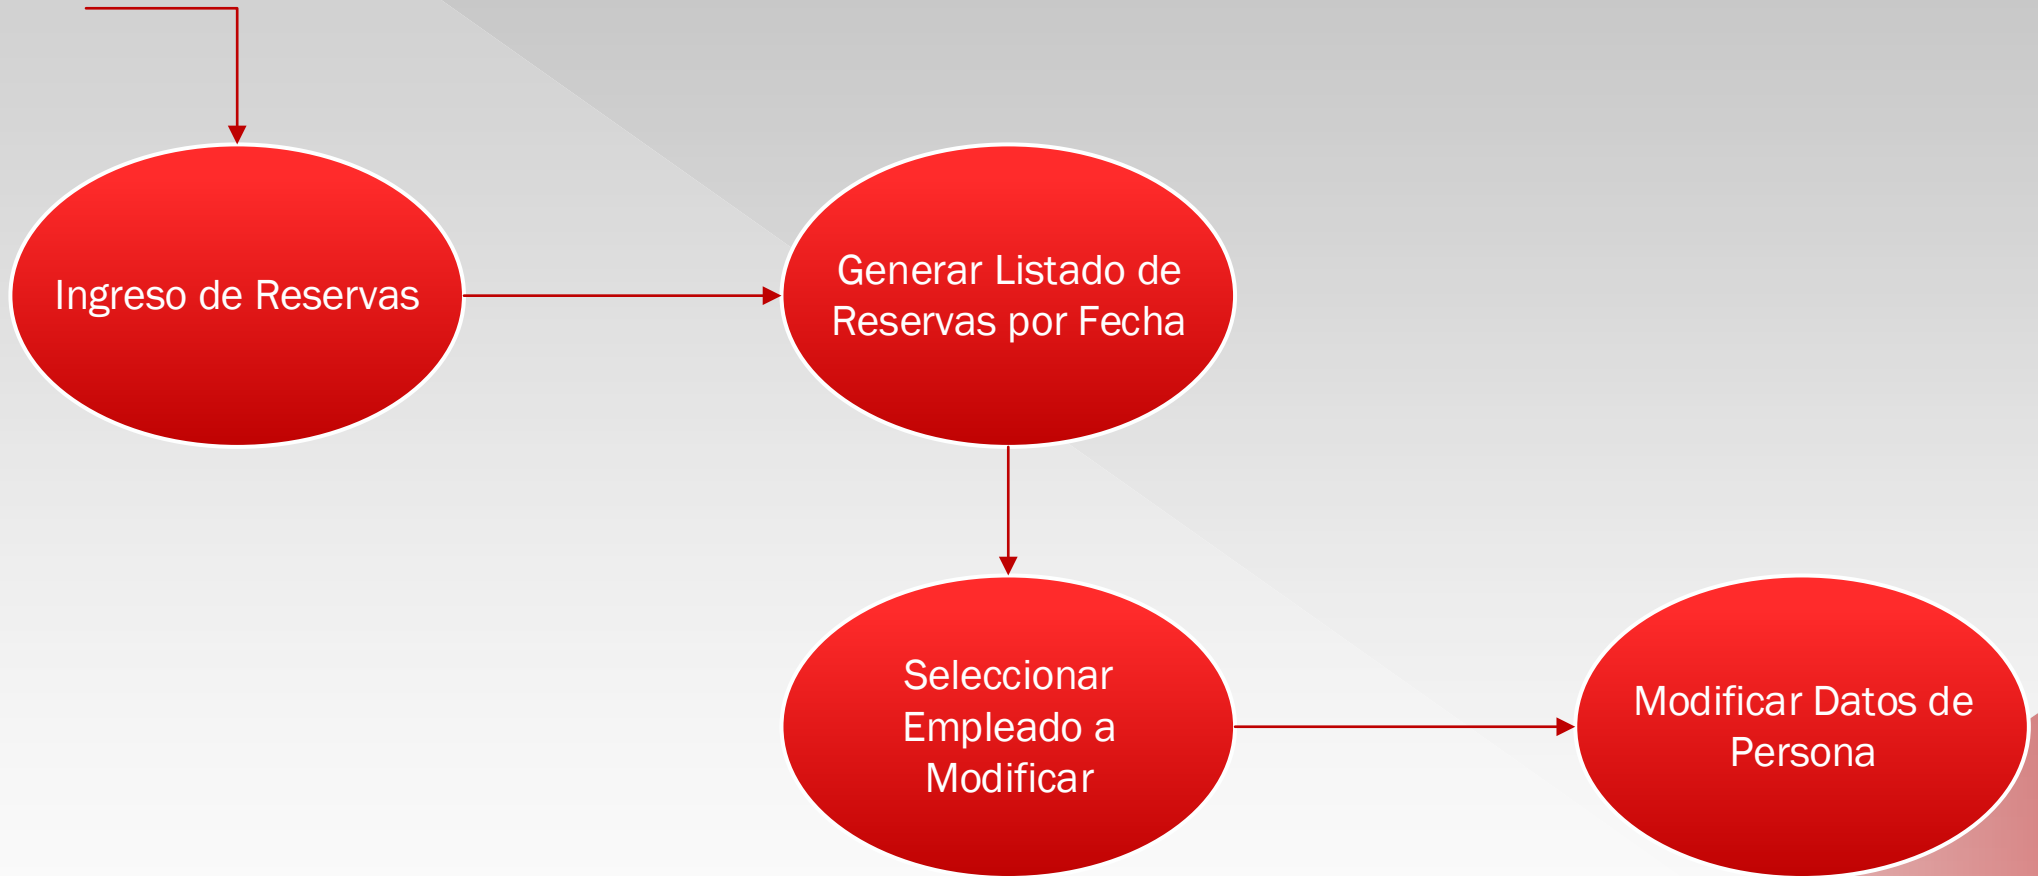 Ingreso de Reservas
Generar Listado de
Reservas por Fecha
Seleccionar
Empleado a
Modificar
Modificar Datos de
Persona